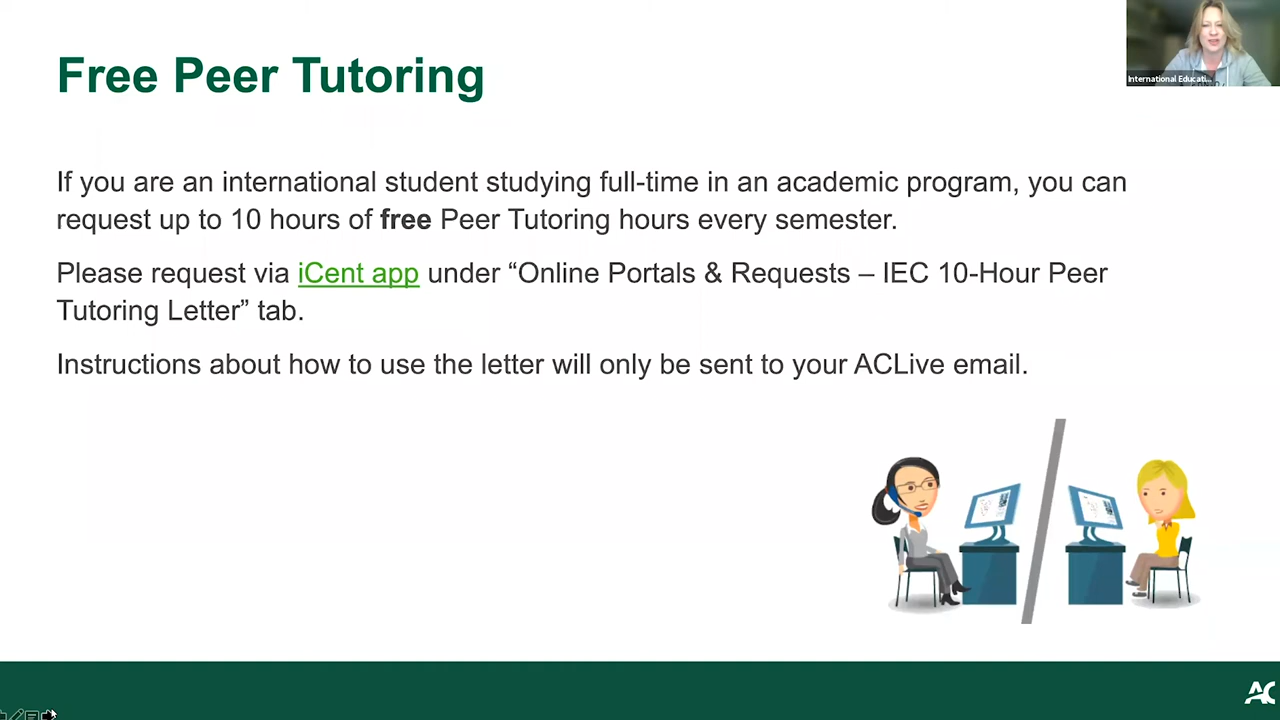 Free Peer Tutoring
International Educati...
If you are an international student studying full-time in an academic program, you can
request up to 10 hours of free Peer Tutoring hours every semester.
Please request via iCent app under “Online Portals & Requests – IEC 10-Hour Peer
Tutoring Letter” tab.
Instructions about how to use the letter will only be sent to your ACLive email.
AC